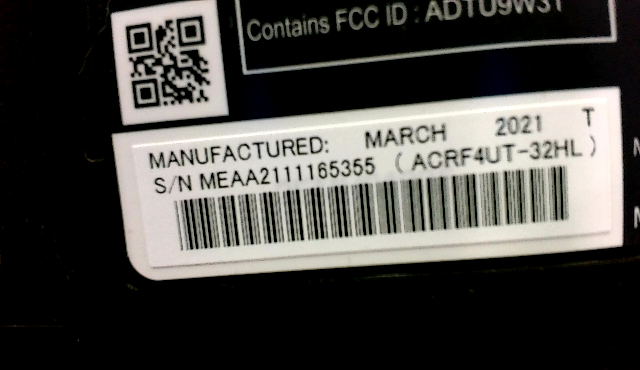 Contains FCC ID : ADTU9W31
MANUFACTURED: MARCH 2021 T
S/N MEAA2111165355 ( ACRF4UT-32HL )